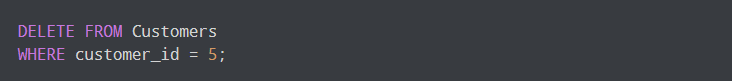 DELETE FROM Customers
WHERE customer_id = 5;